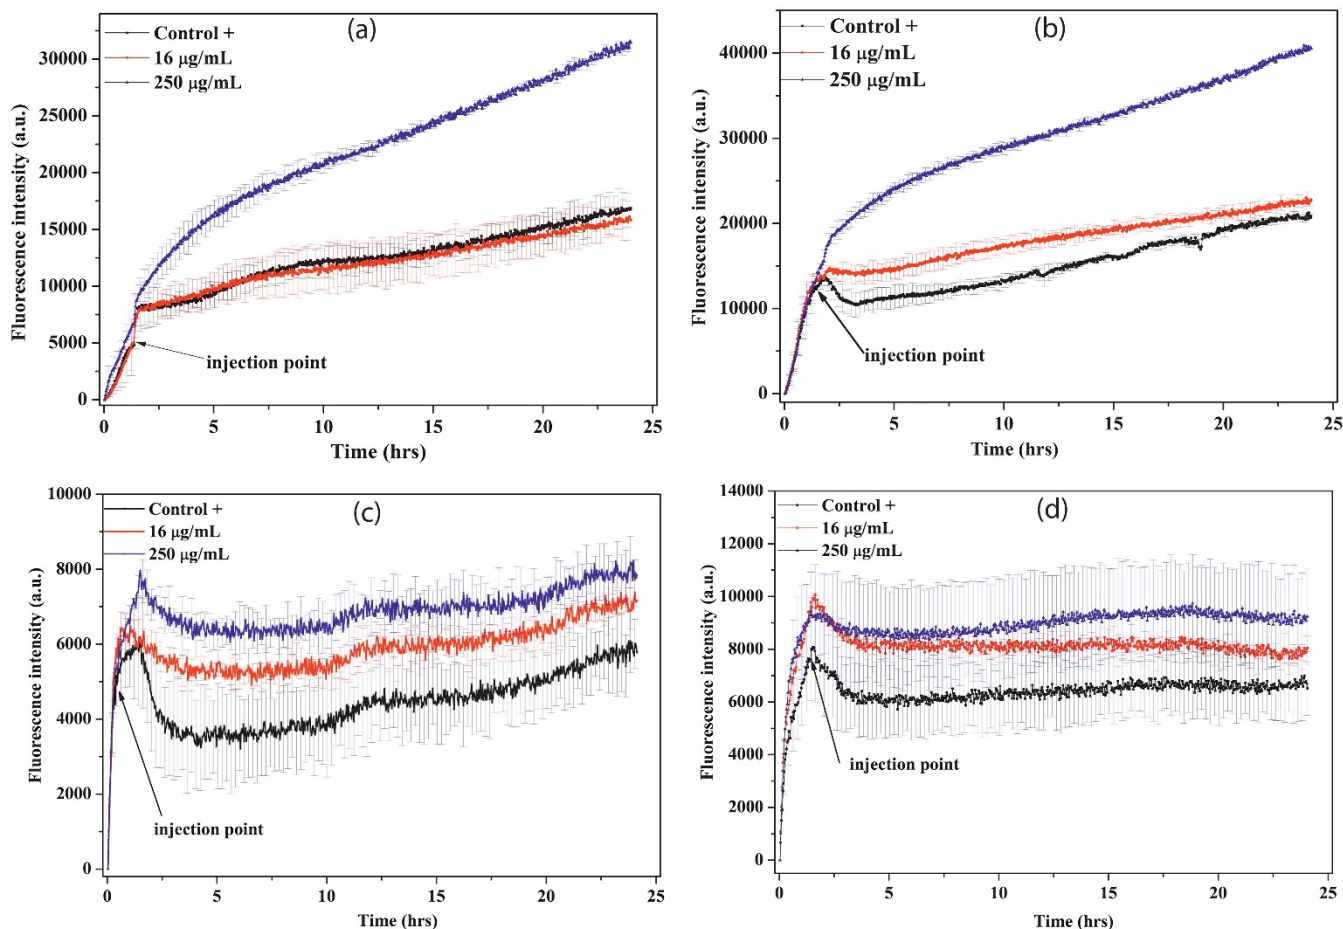 (a)
Control +
16 μg/mL
250 μg/mL
30000
25000
20000
15000
10000
5000
0
Fluorescence intensity (a.u.)
injection point
0
5
10
15
20
25
Time (hrs)
(b)
Control +
16 μg/mL
250 μg/mL
40000
30000
20000
10000
0
Fluorescence intensity (a.u.)
injection point
0
5
10
15
20
25
Time (hrs)
(c)
Control +
16 μg/mL
250 μg/mL
10000
8000
6000
4000
2000
0
Fluorescence intensity (a.u.)
injection point
0
5
10
15
20
25
Time (hrs)
(d)
Control +
16 μg/mL
250 μg/mL
14000
12000
10000
8000
6000
4000
2000
0
Fluorescence intensity (a.u.)
injection point
0
5
10
15
20
25
Time (hrs)